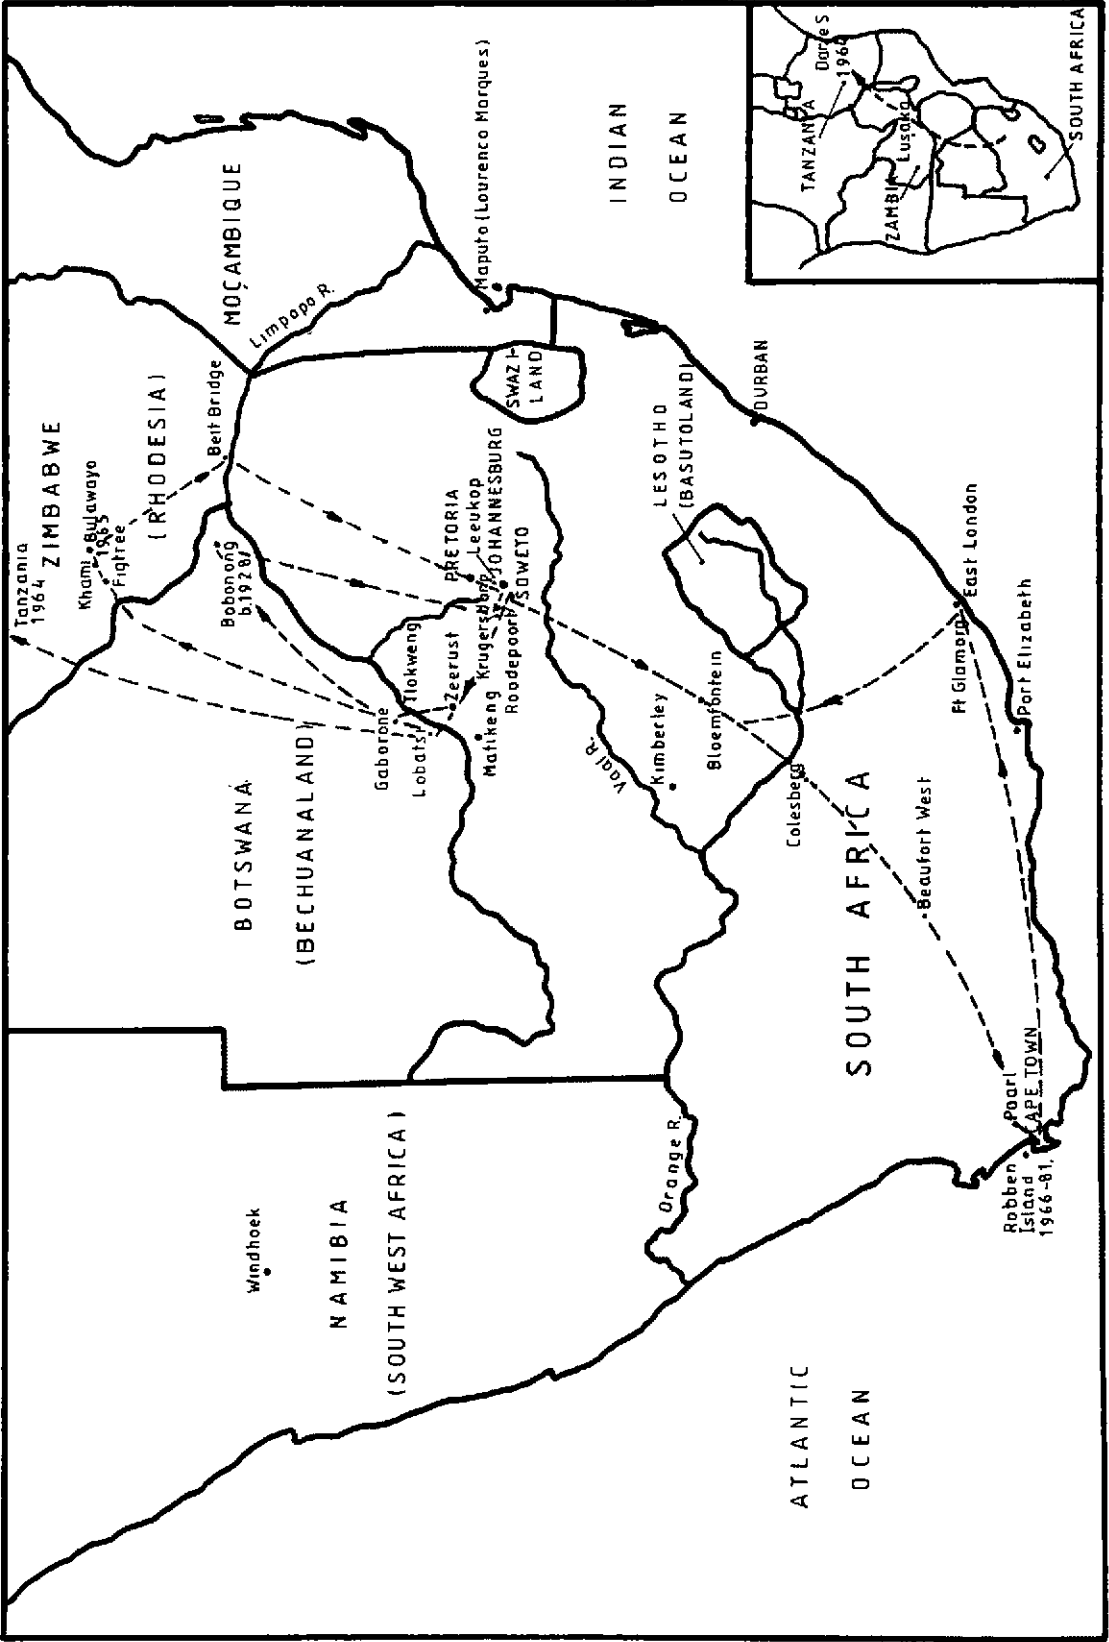 Tanzania
1964
ZIMBABWE
(RHODESIA)
Khami
Bulawayo
1965
Figtree
Beit Bridge
MOÇAMBIQUE
Limpopo R.
Maputo (Lourenco Marques)
INDIAN
OCEAN
Bobonong
b.1928
BOTSWANA
(BECHUANALAND)
Gaborone
Lobatsi
Tlokweng
Zeerust
Mafikeng
Krugersdorp
Roodepoort
PRETORIA
Leeukop
JOHANNESBURG
SOWETO
SWAZI-
LAND
LESOTHO
(BASUTOLAND)
DURBAN
Vaal R.
Kimberley
Bloemfontein
Colesberg
East London
Ft Glamorgan
Port Elizabeth
SOUTH AFRICA
Beaufort West
Paarl
CAPE TOWN
Robben
Island
1966-81.
Orange R.
Windhoek
NAMIBIA
(SOUTH WEST AFRICA)
ATLANTIC
OCEAN
TANZANIA
Dar es S
1964
ZAMBIA
Lusaka
SOUTH AFRICA